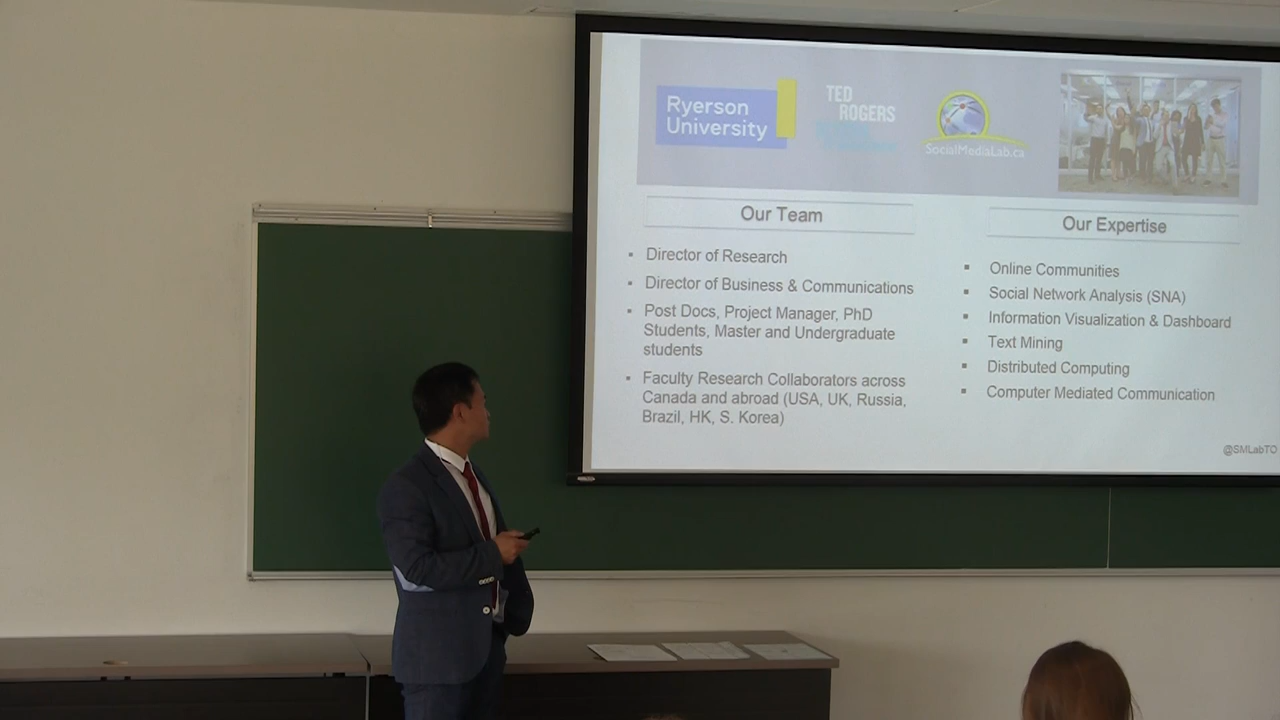 Ryerson
University
TED
ROGERS
SocialMediaLab.ca
Our Team
▪ Director of Research
▪ Director of Business & Communications
▪ Post Docs, Project Manager, PhD
Students, Master and Undergraduate
students
▪ Faculty Research Collaborators across
Canada and abroad (USA, UK, Russia,
Brazil, HK, S. Korea)
Our Expertise
▪ Online Communities
▪ Social Network Analysis (SNA)
▪ Information Visualization & Dashboard
▪ Text Mining
▪ Distributed Computing
▪ Computer Mediated Communication
@SMLabTO